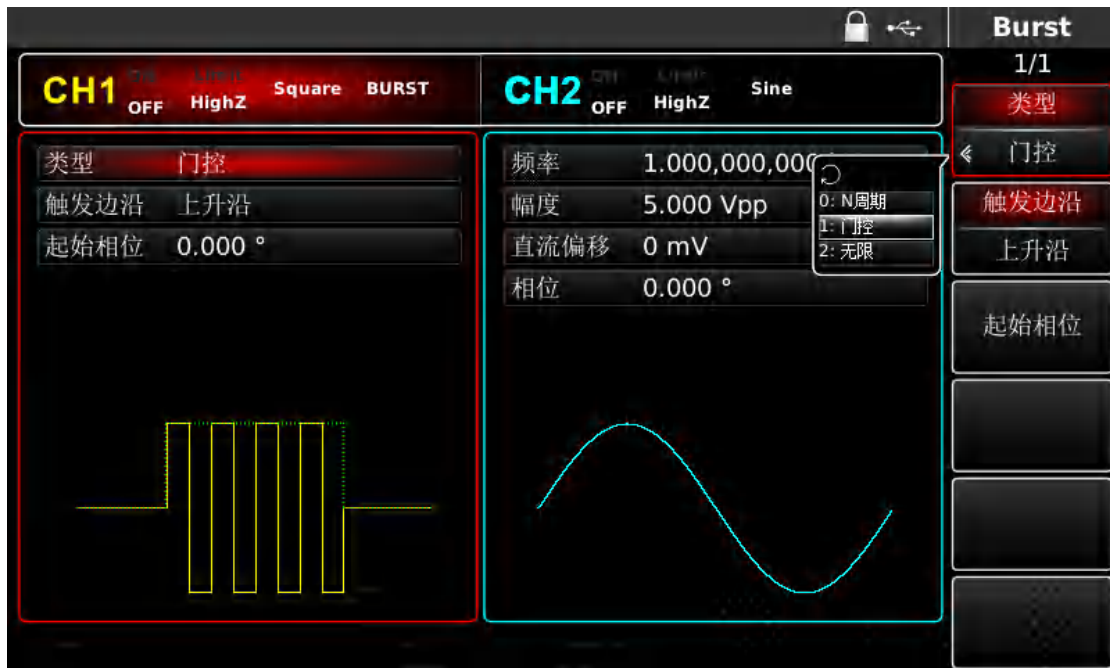 Burst
1/1
CH1 OFF HighZ Square BURST
CH2 OFF HighZ Sine
类型 门控
触发边沿 上升沿
起始相位 0.000 °
频率 1.000,000,000
幅度 5.000 Vpp
直流偏移 0 mV
相位 0.000 °
0: N周期
1: 门控
2: 无限
类型
门控
触发边沿
上升沿
起始相位